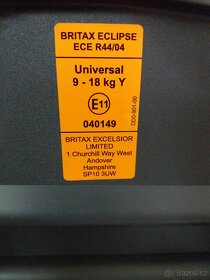 BRITAX ECLIPSE
ECE R44/04
Universal
9 - 18 kg Y
E11
040149
BRITAX EXCELSIOR
LIMITED
1 Churchill Way West
Andover
Hampshire
SP10 3UW